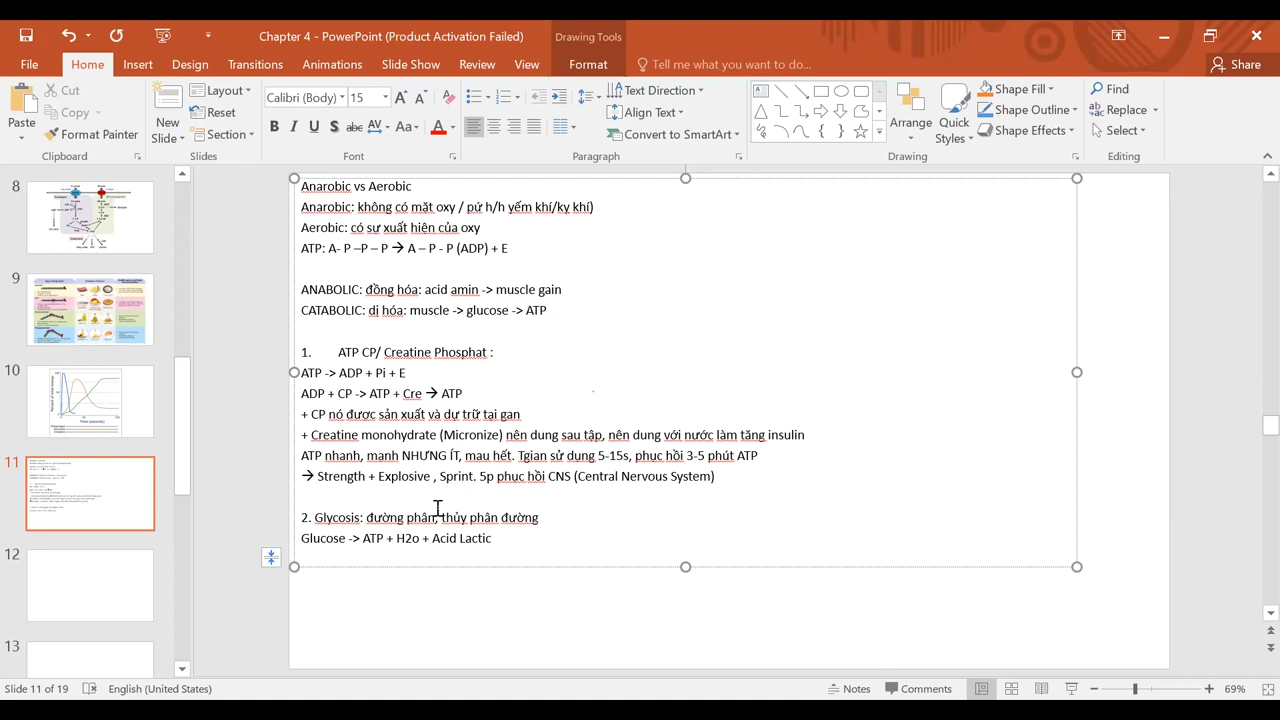 Chapter 4 - PowerPoint (Product Activation Failed)
Drawing Tools
File Home Insert Design Transitions Animations Slide Show Review View Format Tell me what you want to do... Share
Paste
Cut
Copy
Format Painter
Clipboard
New Slide
Layout
Reset
Section
Slides
Calibri (Body) 15
Font
Text Direction
Align Text
Convert to SmartArt
Paragraph
Arrange
Quick Styles
Shape Fill
Shape Outline
Shape Effects
Drawing
Find
Replace
Select
Editing
8
9
10
11
12
13
Anarobic vs Aerobic
Anarobic: không có mặt oxy / pứ h/h yếm khí/kỵ khí)
Aerobic: có sư xuất hiện của oxy
ATP: A- P –P – P → A – P - P (ADP) + E
ANABOLIC: đồng hóa: acid amin -> muscle gain
CATABOLIC: dị hóa: muscle -> glucose -> ATP
1. ATP CP/ Creatine Phosphat :
ATP -> ADP + Pi + E
ADP + CP -> ATP + Cre → ATP
+ CP nó được sản xuất và dư trữ tại gan
+ Creatine monohydrate (Micronize) nên dung sau tập, nên dung với nước làm tăng insulin
ATP nhanh, mạnh NHƯNG ÍT, mau hết. Tgian sử dụng 5-15s, phục hồi 3-5 phút ATP
→ Strength + Explosive , Sprint. 5p phục hồi CNS (Central Nervous System)
2. Glycosis: đường phân, thủy phân đường
Glucose -> ATP + H2o + Acid Lactic
Slide 11 of 19 English (United States) Notes Comments 69%